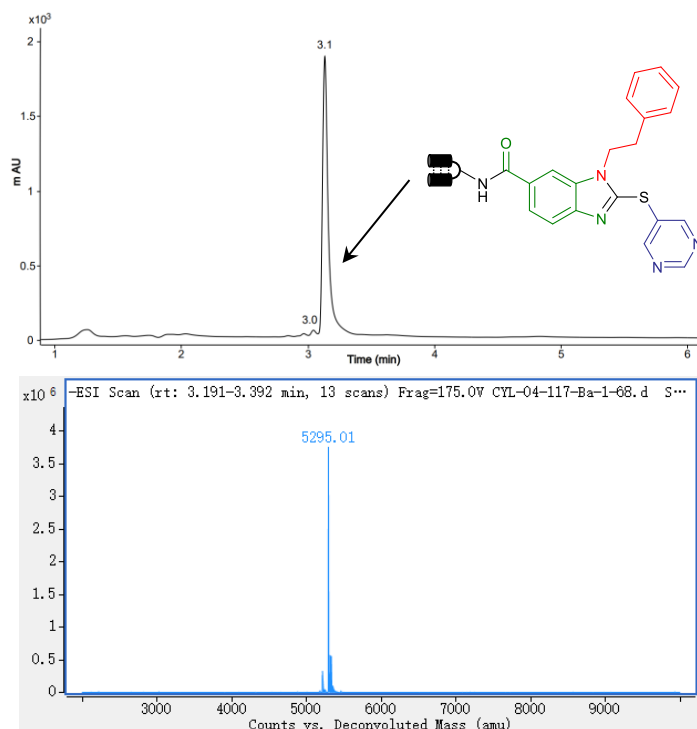 x10³
2
1.5
1
0.5
0
m AU
3.1
3.0
1 2 3 4 5 6
Time (min)
O
N
H
N
N
S
N
N
-ESI Scan (rt: 3.191-3.392 min, 13 scans) Frag=175.0V CYL-04-117-Ba-1-68.d S···
x10 6
4
3.5
3
2.5
2
1.5
1
0.5
0
5295.01
3000 4000 5000 6000 7000 8000 9000
Counts vs. Deconvoluted Mass (amu)